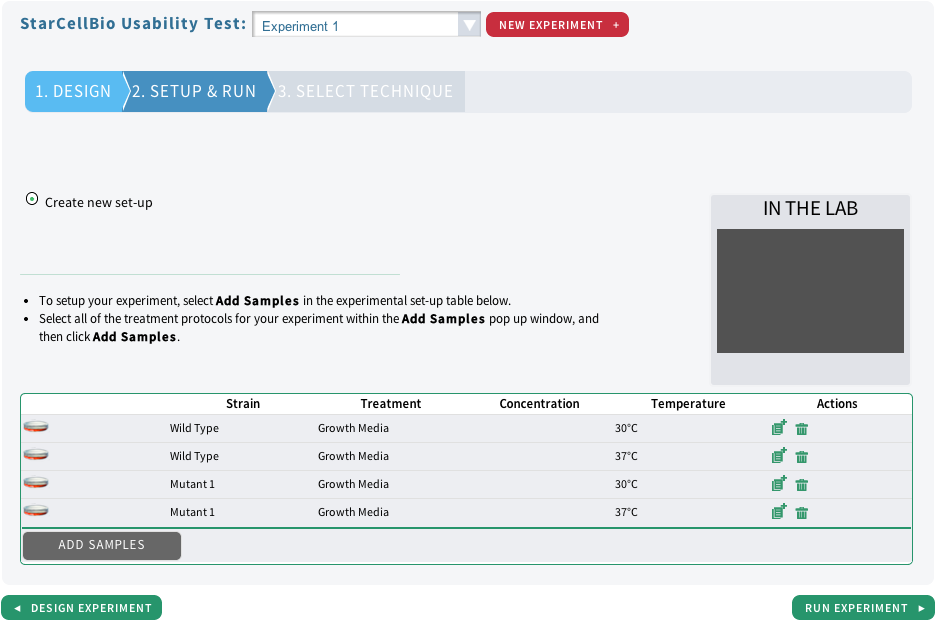 StarCellBio Usability Test: Experiment 1 NEW EXPERIMENT +
1. DESIGN 2. SETUP & RUN 3. SELECT TECHNIQUE
Create new set-up
IN THE LAB
• To setup your experiment, select Add Samples in the experimental set-up table below.
• Select all of the treatment protocols for your experiment within the Add Samples pop up window, and
then click Add Samples.
Strain Treatment Concentration Temperature Actions
Wild Type Growth Media 30°C
Wild Type Growth Media 37°C
Mutant 1 Growth Media 30°C
Mutant 1 Growth Media 37°C
ADD SAMPLES
◄ DESIGN EXPERIMENT RUN EXPERIMENT ►